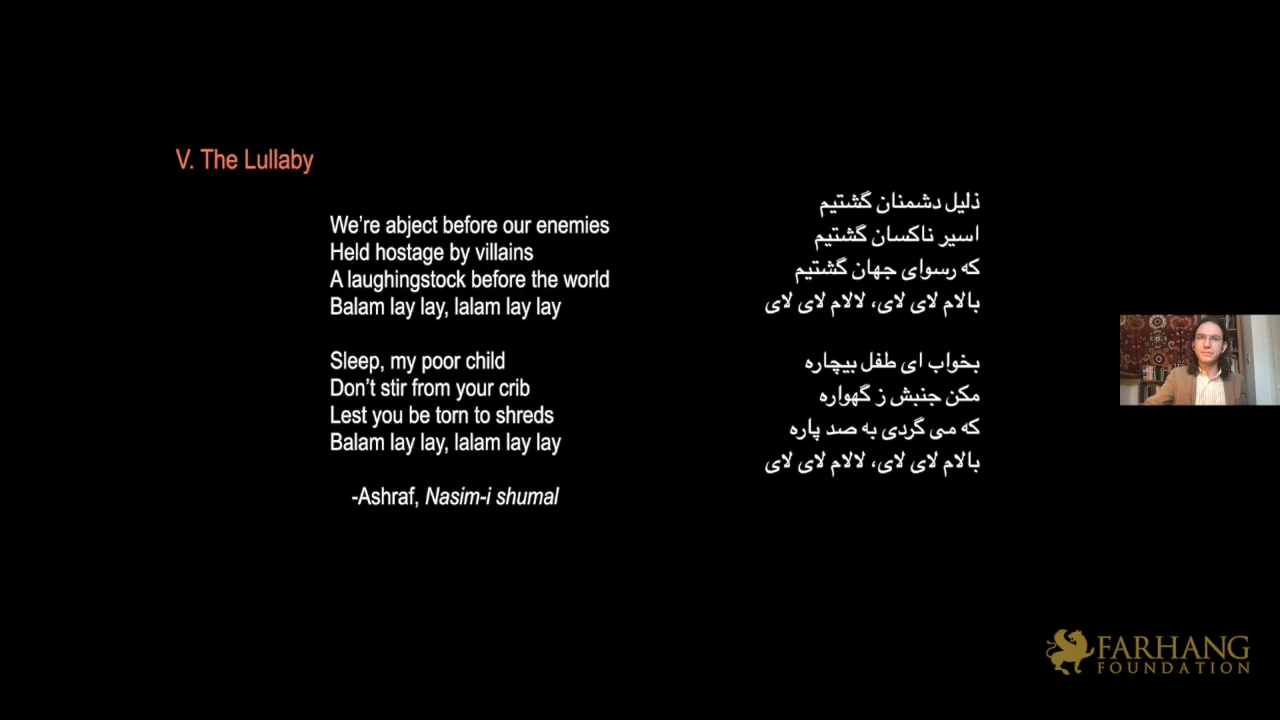 V. The Lullaby
We're abject before our enemies
Held hostage by villains
A laughingstock before the world
Balam lay lay, lalam lay lay
Sleep, my poor child
Don't stir from your crib
Lest you be torn to shreds
Balam lay lay, lalam lay lay
-Ashraf, Nasim-i shumal
ذلیل دشمنان گشتیم
اسیر ناکسان گشتیم
که رسوای جهان گشتیم
بالام لای لای، لالام لای لای
بخواب ای طفل بیچاره
مکن جنبش ز گهواره
که می گردی به صد پاره
بالام لای لای، لالام لای لای
FARHANG
FOUNDATION